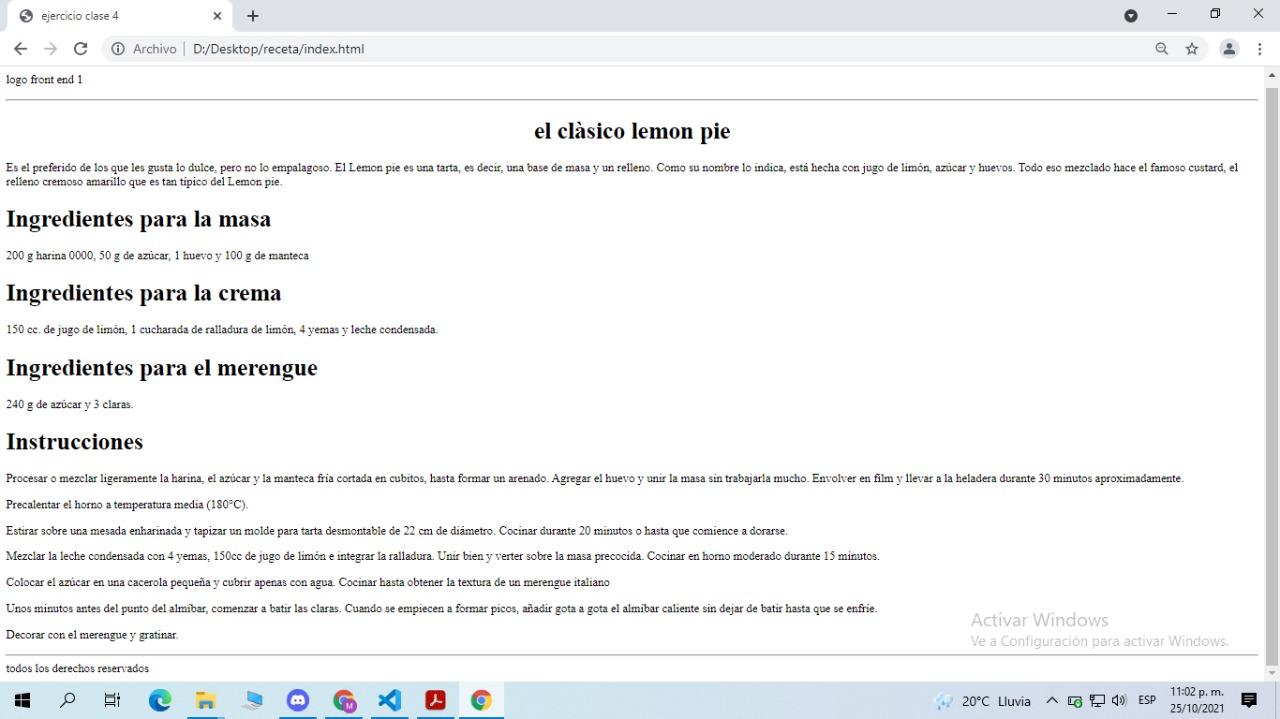 ejercicio clase 4
Archivo | D:/Desktop/receta/index.html
logo front end 1
el clàsico lemon pie
Es el preferido de los que les gusta lo dulce, pero no lo empalagoso. El Lemon pie es una tarta, es decir, una base de masa y un relleno. Como su nombre lo indica, está hecha con jugo de limón, azúcar y huevos. Todo eso mezclado hace el famoso custard, el
relleno cremoso amarillo que es tan típico del Lemon pie.
Ingredientes para la masa
200 g harina 0000, 50 g de azúcar, 1 huevo y 100 g de manteca
Ingredientes para la crema
150 cc. de jugo de limón, 1 cucharada de ralladura de limón, 4 yemas y leche condensada.
Ingredientes para el merengue
240 g de azúcar y 3 claras.
Instrucciones
Procesar o mezclar ligeramente la harina, el azúcar y la manteca fría cortada en cubitos, hasta formar un arenado. Agregar el huevo y unir la masa sin trabajarla mucho. Envolver en film y llevar a la heladera durante 30 minutos aproximadamente.
Precalentar el horno a temperatura media (180°C).
Estirar sobre una mesada enharinada y tapizar un molde para tarta desmontable de 22 cm de diámetro. Cocinar durante 20 minutos o hasta que comience a dorarse.
Mezclar la leche condensada con 4 yemas, 150cc de jugo de limón e integrar la ralladura. Unir bien y verter sobre la masa precocida. Cocinar en horno moderado durante 15 minutos.
Colocar el azúcar en una cacerola pequeña y cubrir apenas con agua. Cocinar hasta obtener la textura de un merengue italiano
Unos minutos antes del punto del almíbar, comenzar a batir las claras. Cuando se empiecen a formar picos, añadir gota a gota el almíbar caliente sin dejar de batir hasta que se enfríe.
Decorar con el merengue y gratinar.
Activar Windows
Ve a Configuración para activar Windows.
todos los derechos reservados
M
20°C Lluvia
ESP
11:02 p. m.
25/10/2021